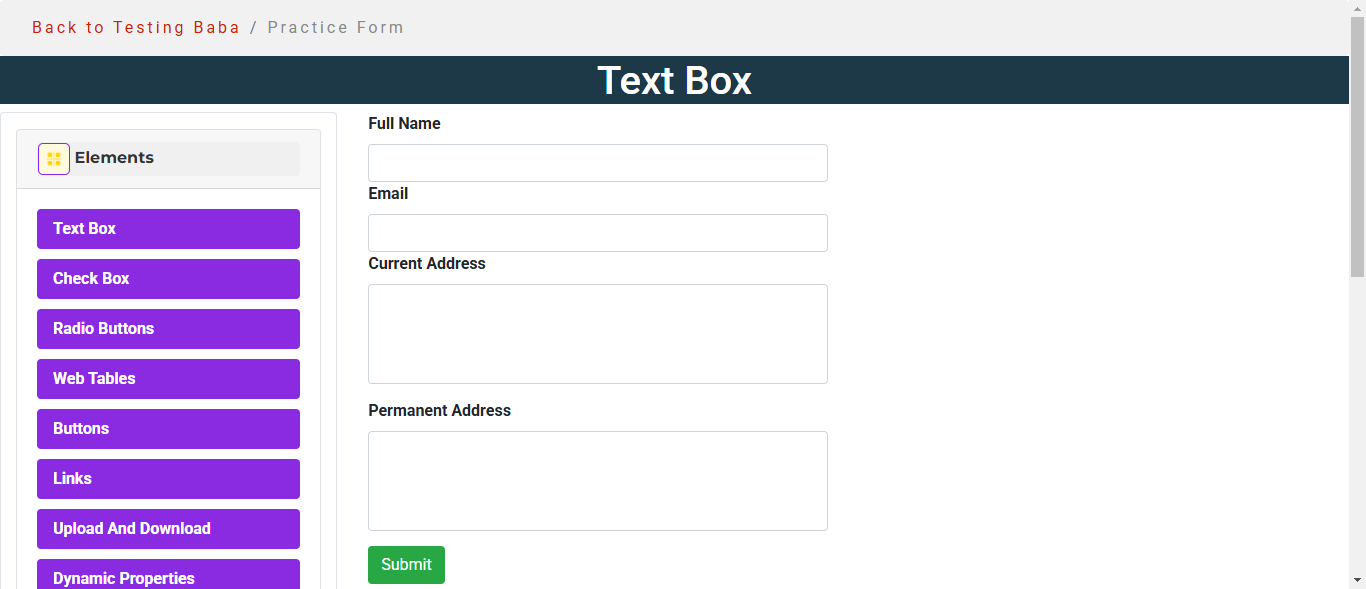 Back to Testing Baba / Practice Form
Text Box
Elements
Text Box
Check Box
Radio Buttons
Web Tables
Buttons
Links
Upload And Download
Dynamic Properties
Full Name
Email
Current Address
Permanent Address
Submit